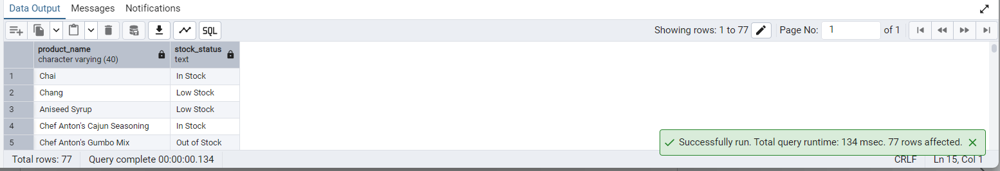 Data Output Messages Notifications
SQL Showing rows: 1 to 77 Page No: 1 of 1
product_name stock_status
character varying (40) text
1 Chai In Stock
2 Chang Low Stock
3 Aniseed Syrup Low Stock
4 Chef Anton's Cajun Seasoning In Stock
5 Chef Anton's Gumbo Mix Out of Stock
Successfully run. Total query runtime: 134 msec. 77 rows affected.
Total rows: 77 Query complete 00:00:00.134 CRLF Ln 15, Col 1